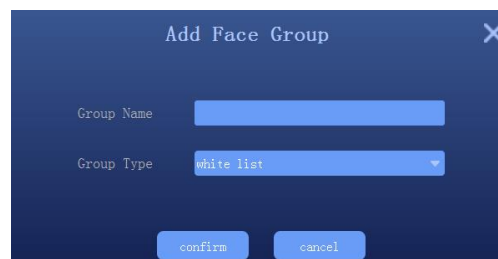 Add Face Group
Group Name
Group Type white list
confirm cancel